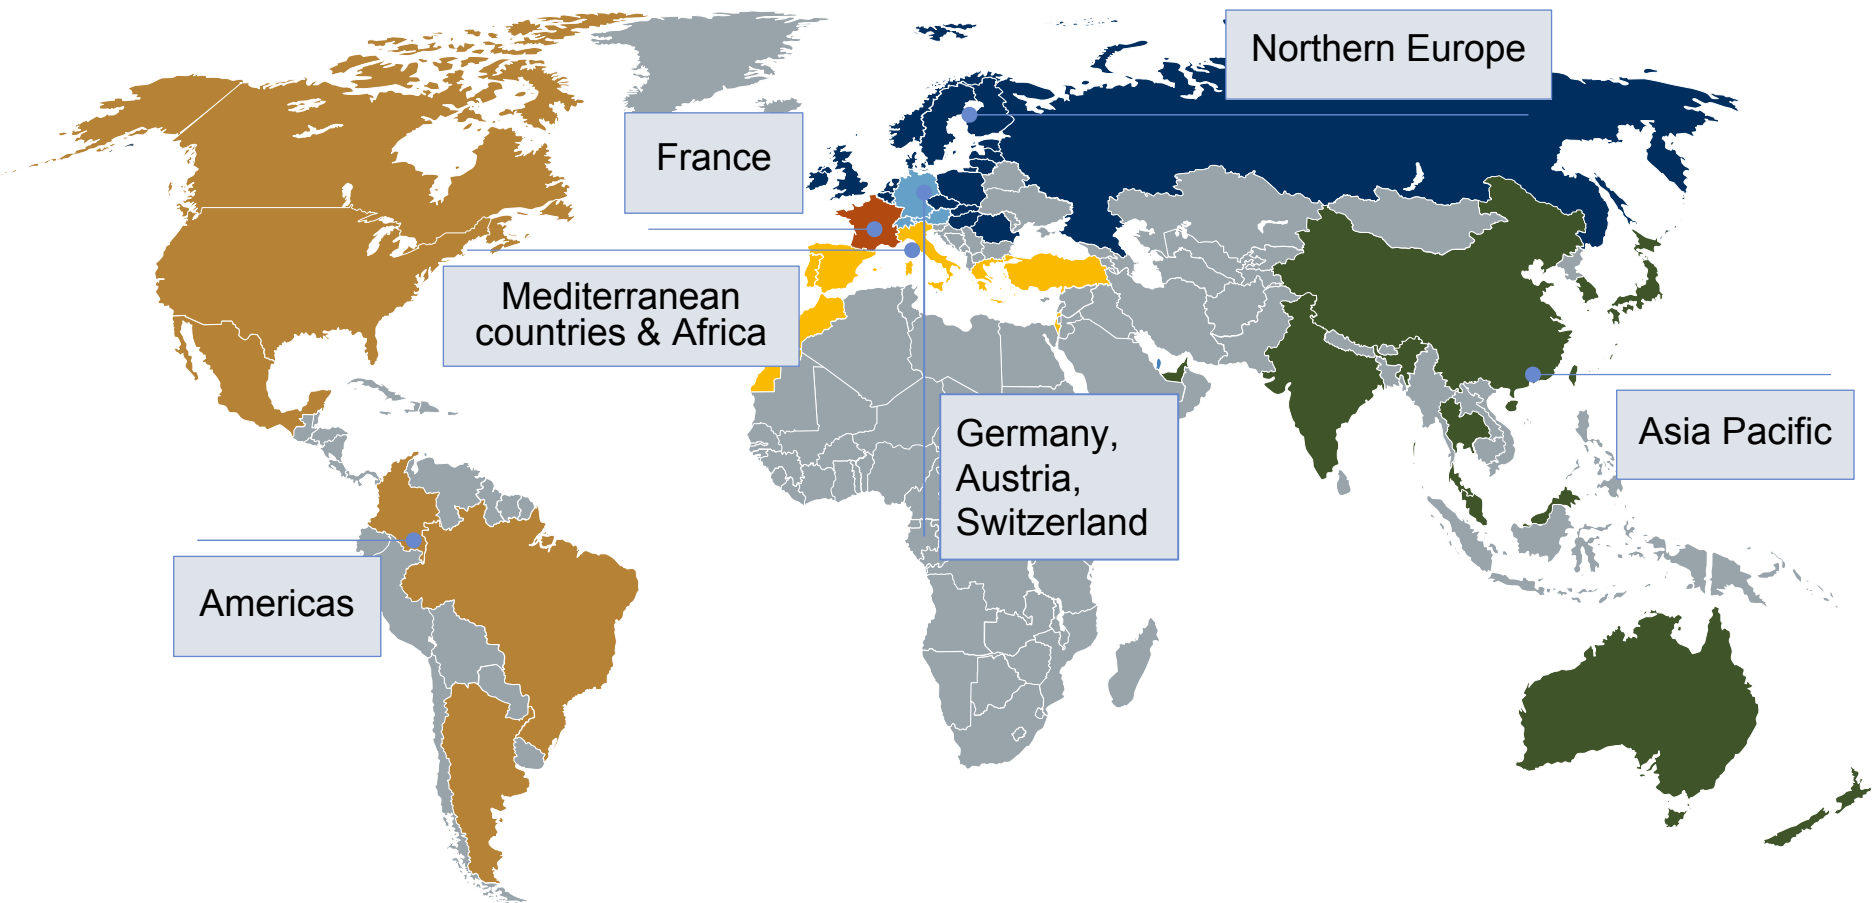 Northern Europe
France
Mediterranean
countries & Africa
Germany,
Austria,
Switzerland
Asia Pacific
Americas